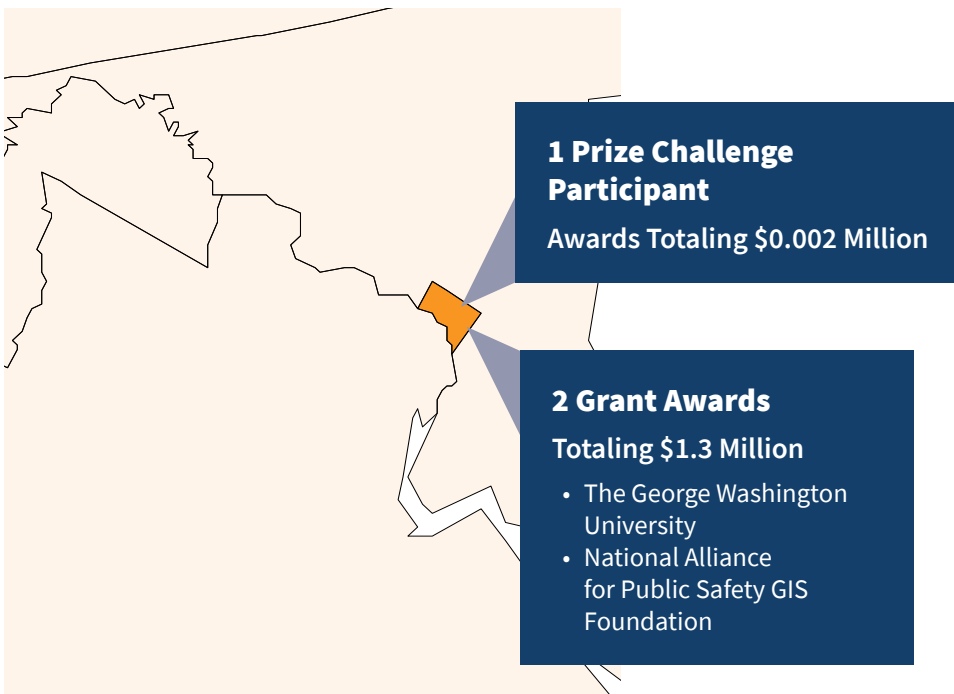 1 Prize Challenge
Participant
Awards Totaling $0.002 Million
2 Grant Awards
Totaling $1.3 Million
• The George Washington
University
• National Alliance
for Public Safety GIS
Foundation